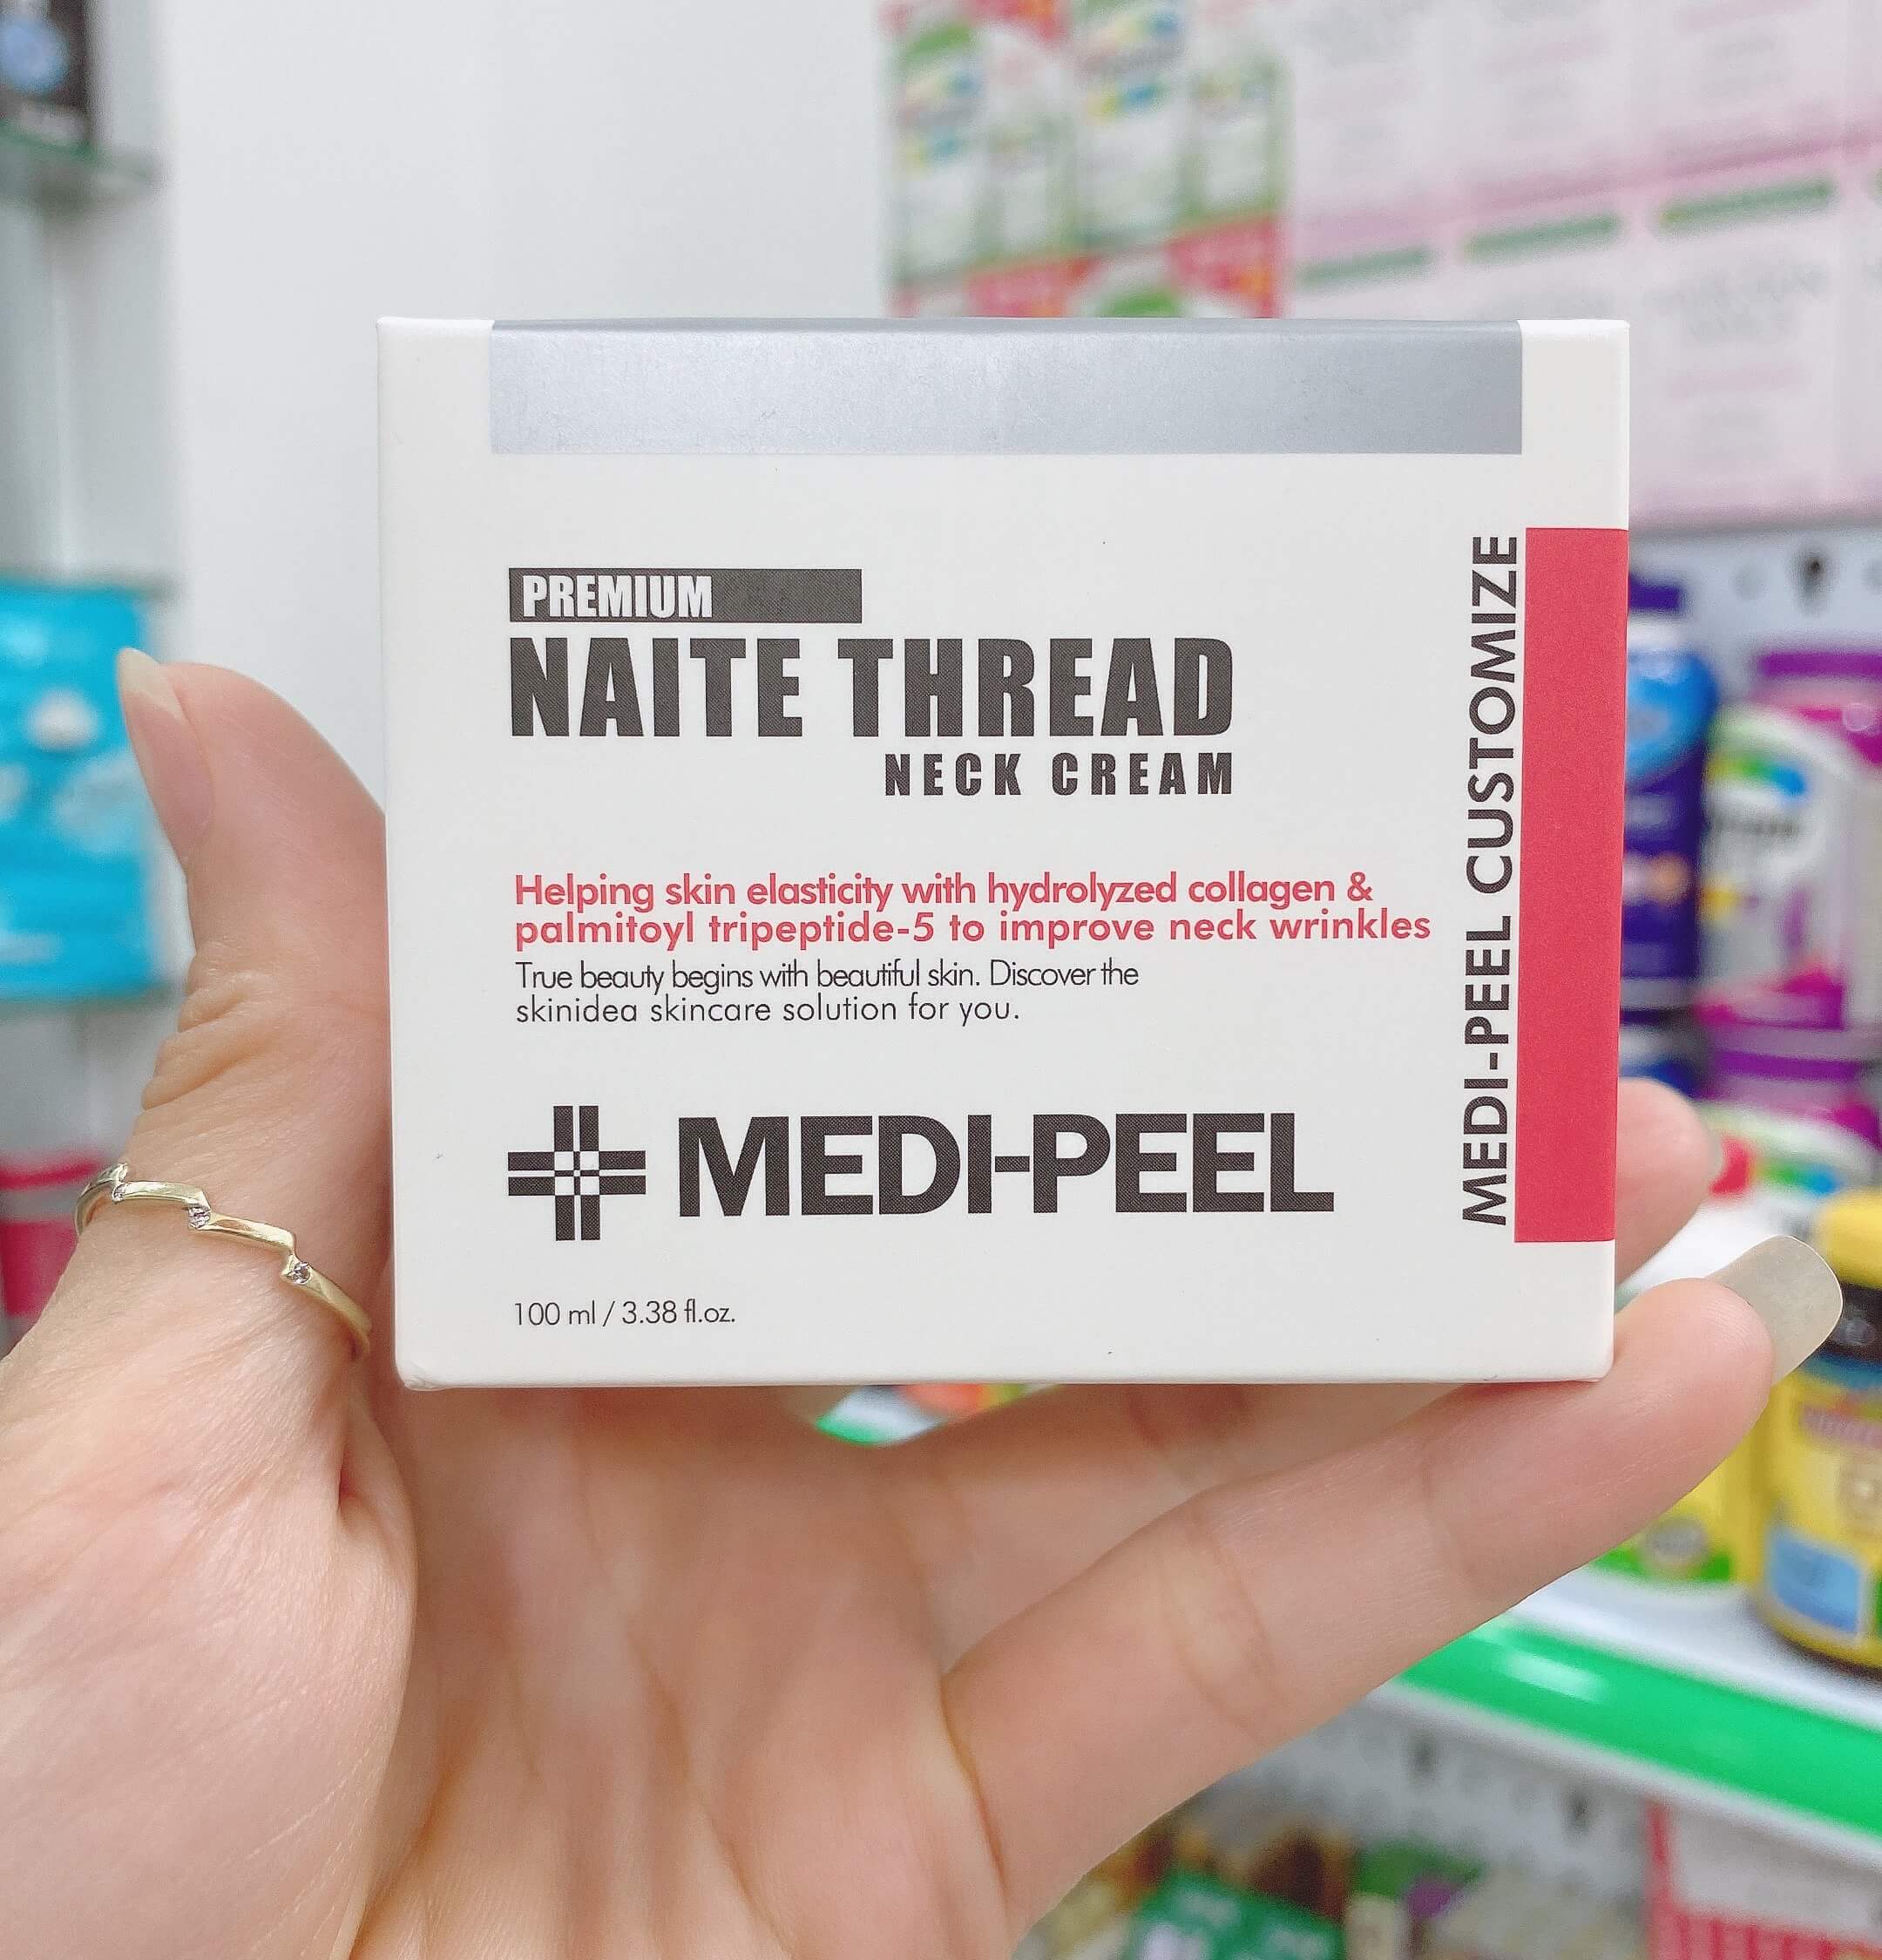 PREMIUM
NAITE THREAD
NECK CREAM
Helping skin elasticity with hydrolyzed collagen &
palmitoyl tripeptide-5 to improve neck wrinkles
True beauty begins with beautiful skin. Discover the
skinidea skincare solution for you.
MEDI-PEEL
100 ml / 3.38 fl.oz.
MEDI-PEEL CUSTOMIZE